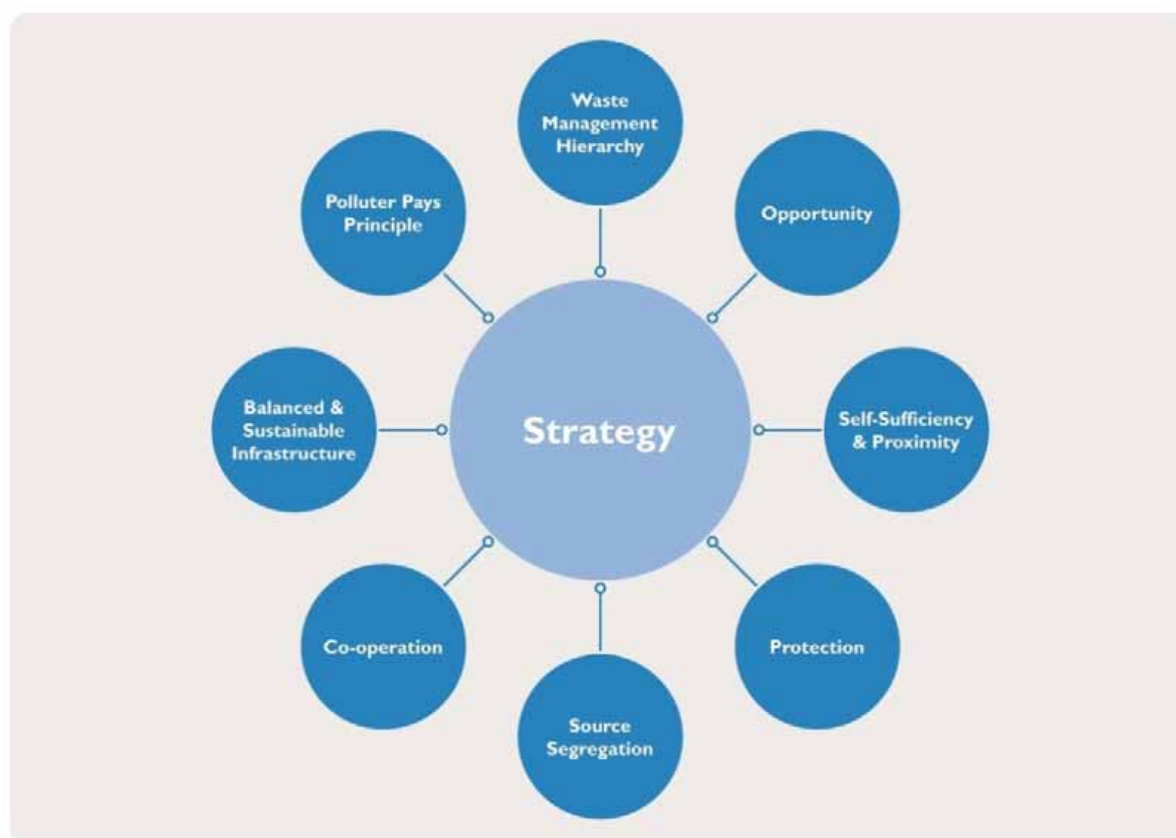 Waste
Management
Hierarchy
Opportunity
Self-Sufficiency
& Proximity
Protection
Source
Segregation
Co-operation
Balanced &
Sustainable
Infrastructure
Polluter Pays
Principle
Strategy